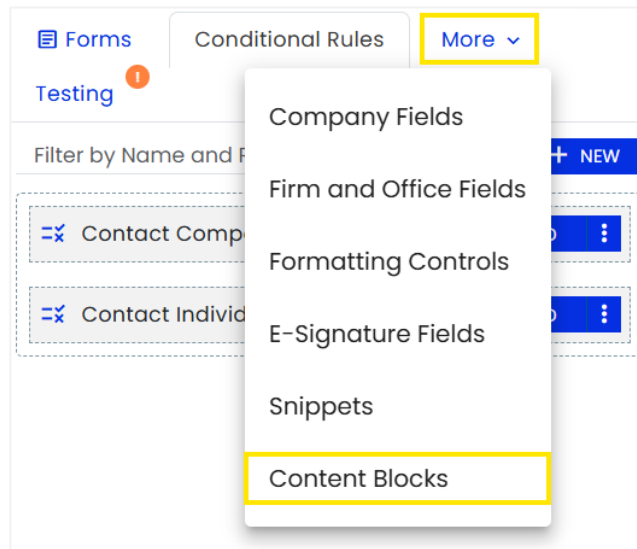 Forms
Conditional Rules
More
Testing
!
Company Fields
Filter by Name and
+ NEW
Firm and Office Fields
Contact Comp
Formatting Controls
Contact Individ
E-Signature Fields
Snippets
Content Blocks